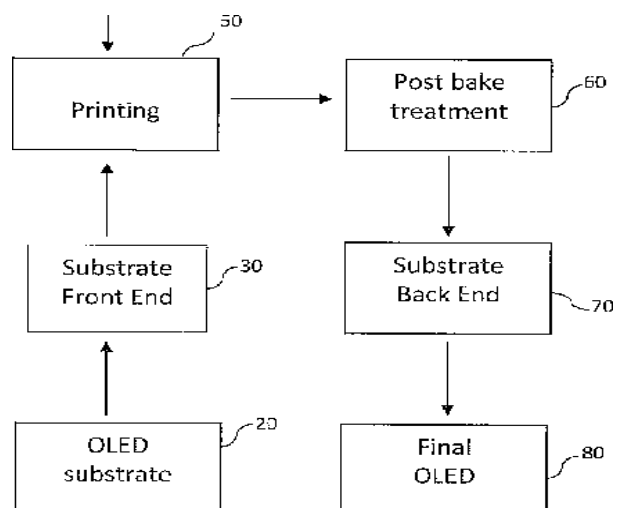 50
Printing
Post bake
treatment
60
Substrate
Front End
30
Substrate
Back End
70
OLED
substrate
20
Final
OLED
80